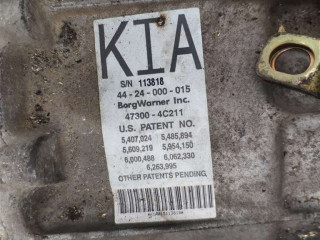 KIA
S/N 113818
44-24-000-015
BorgWarner Inc.
47300-4C211
U.S. PATENT NO.
5,407,024 5,485,894
5,609,219 5,954,150
6,000,488 6,062,330
6,263,995
OTHER PATENTS PENDING